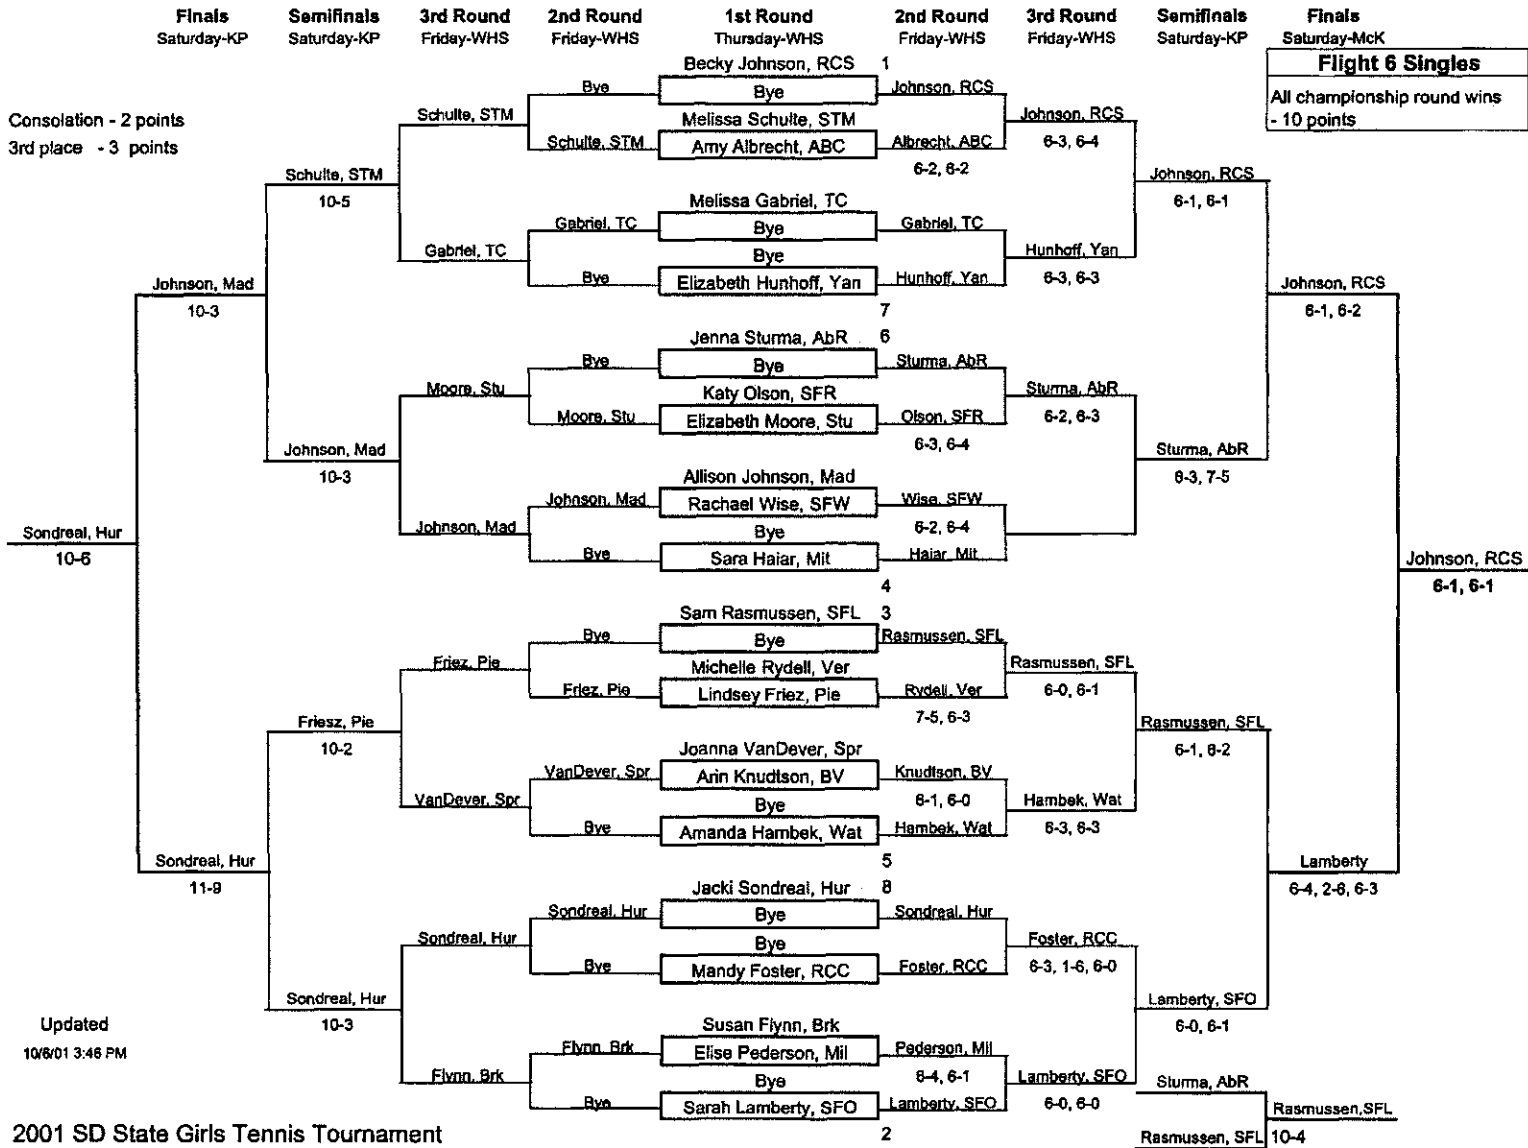 Finals Semifinals 3rd Round 2nd Round 1st Round 2nd Round 3rd Round Semifinals Finals
Saturday-KP Saturday-KP Friday-WHS Friday-WHS Thursday-WHS Friday-WHS Friday-WHS Saturday-KP Saturday-McK
Flight 6 Singles
All championship round wins
- 10 points
Consolation - 2 points
3rd place - 3 points
Becky Johnson, RCS 1
Bye Bye Johnson, RCS
Schulte, STM Melissa Schulte, STM Johnson, RCS
Schulte, STM Amy Albrecht, ABC Albrecht, ABC 6-3, 6-4
6-2, 6-2
Schulte, STM Johnson, RCS
10-5 6-1, 6-1
Melissa Gabriel, TC
Gabriel, TC Bye Gabriel, TC
Gabriel, TC Bye Hunhoff, Yan
Bye Elizabeth Hunhoff, Yan Hunhoff, Yan 6-3, 6-3
Johnson, Mad Johnson, RCS
10-3 6-1, 6-2
7
Jenna Sturma, AbR 6
Bye Bye Sturma, AbR
Moore, Stu Katy Olson, SFR Sturma, AbR
Moore, Stu Elizabeth Moore, Stu Olson, SFR 6-2, 6-3
6-3, 6-4
Johnson, Mad Sturma, AbR
10-3 6-3, 7-5
Allison Johnson, Mad
Johnson, Mad Rachael Wise, SFW Wise, SFW
6-2, 6-4
Johnson, Mad Bye
Bye Sara Haiar, Mit Haiar, Mit
Sondreal, Hur Johnson, RCS
10-6 6-1, 6-1
4
Sam Rasmussen, SFL 3
Bye Bye Rasmussen, SFL
Friez, Pie Michelle Rydell, Ver Rasmussen, SFL
Friez, Pie Lindsey Friez, Pie Rydell, Ver 6-0, 6-1
7-5, 6-3
Friesz, Pie Rasmussen, SFL
10-2 6-1, 6-2
Joanna VanDever, Spr
VanDever, Spr Arin Knudtson, BV Knudtson, BV
6-1, 6-0
VanDever, Spr Bye Hambek, Wat
Bye Amanda Hambek, Wat Hambek, Wat 6-3, 6-3
Sondreal, Hur Lamberty
11-9 6-4, 2-6, 6-3
5
Jacki Sondreal, Hur 8
Sondreal, Hur Bye Sondreal, Hur
Sondreal, Hur Bye Foster, RCC
Bye Mandy Foster, RCC Foster, RCC 6-3, 1-6, 6-0
Sondreal, Hur Lamberty, SFO
10-3 6-0, 6-1
Susan Flynn, Brk
Flynn, Brk Elise Pederson, Mil Pederson, Mil
6-4, 6-1
Flynn, Brk Bye Lamberty, SFO
Bye Sarah Lamberty, SFO Lamberty, SFO 6-0, 6-0
2
Sturma, AbR
Rasmussen,SFL
Rasmussen, SFL 10-4
Updated
10/6/01 3:46 PM
2001 SD State Girls Tennis Tournament